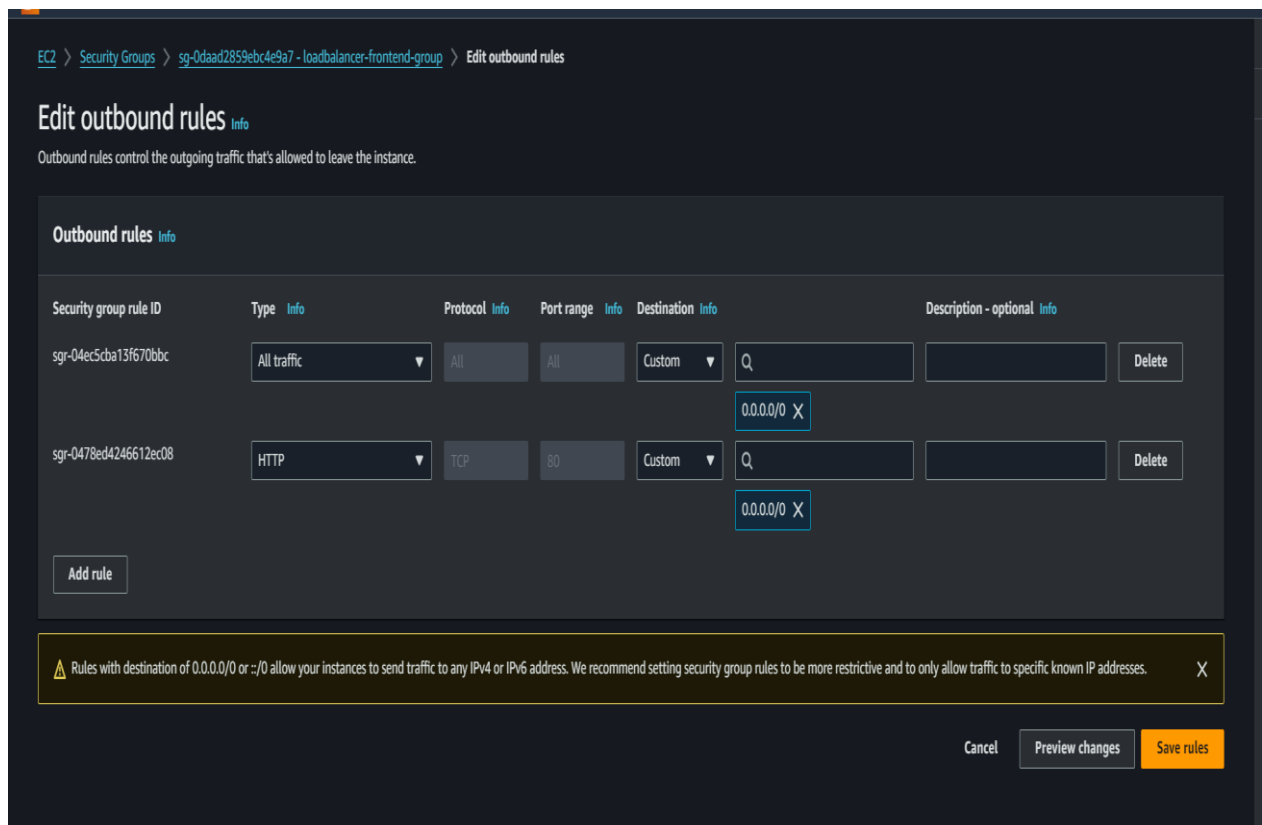 EC2 > Security Groups > sg-0daad2859ebc4e9a7 - loadbalancer-frontend-group > Edit outbound rules
Edit outbound rules Info
Outbound rules control the outgoing traffic that's allowed to leave the instance.
Outbound rules Info
Security group rule ID Type Info Protocol Info Port range Info Destination Info Description - optional Info
sgr-04ec5cba13f670bbc All traffic All All Custom Delete
0.0.0.0/0 X
sgr-0478ed4246612ec08 HTTP TCP 80 Custom Delete
0.0.0.0/0 X
Add rule
Rules with destination of 0.0.0.0/0 or ::/0 allow your instances to send traffic to any IPv4 or IPv6 address. We recommend setting security group rules to be more restrictive and to only allow traffic to specific known IP addresses. X
Cancel Preview changes Save rules